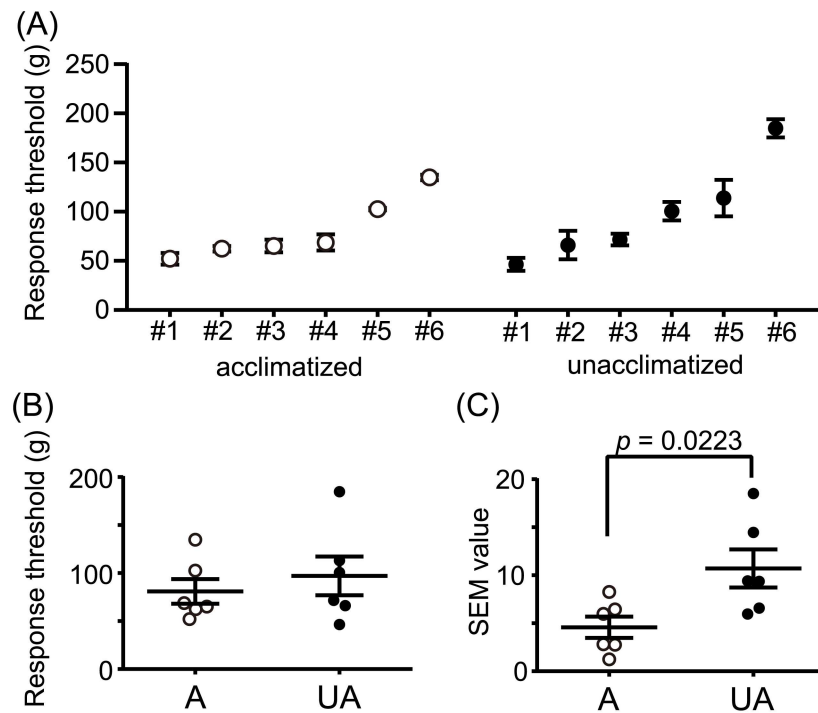 (A)
Response threshold (g)
250
200
150
100
50
0
#1 #2 #3 #4 #5 #6 #1 #2 #3 #4 #5 #6
acclimatized unacclimatized
(B)
Response threshold (g)
200
100
0
A UA
(C)
p = 0.0223
SEM value
20
10
0
A UA